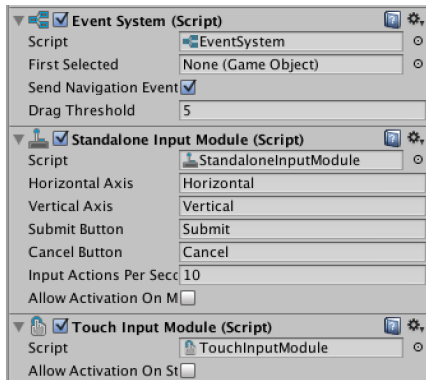 Event System (Script)
Script EventSystem
First Selected None (Game Object)
Send Navigation Event
Drag Threshold 5
Standalone Input Module (Script)
Script StandaloneInputModule
Horizontal Axis Horizontal
Vertical Axis Vertical
Submit Button Submit
Cancel Button Cancel
Input Actions Per Secc 10
Allow Activation On M
Touch Input Module (Script)
Script TouchInputModule
Allow Activation On St